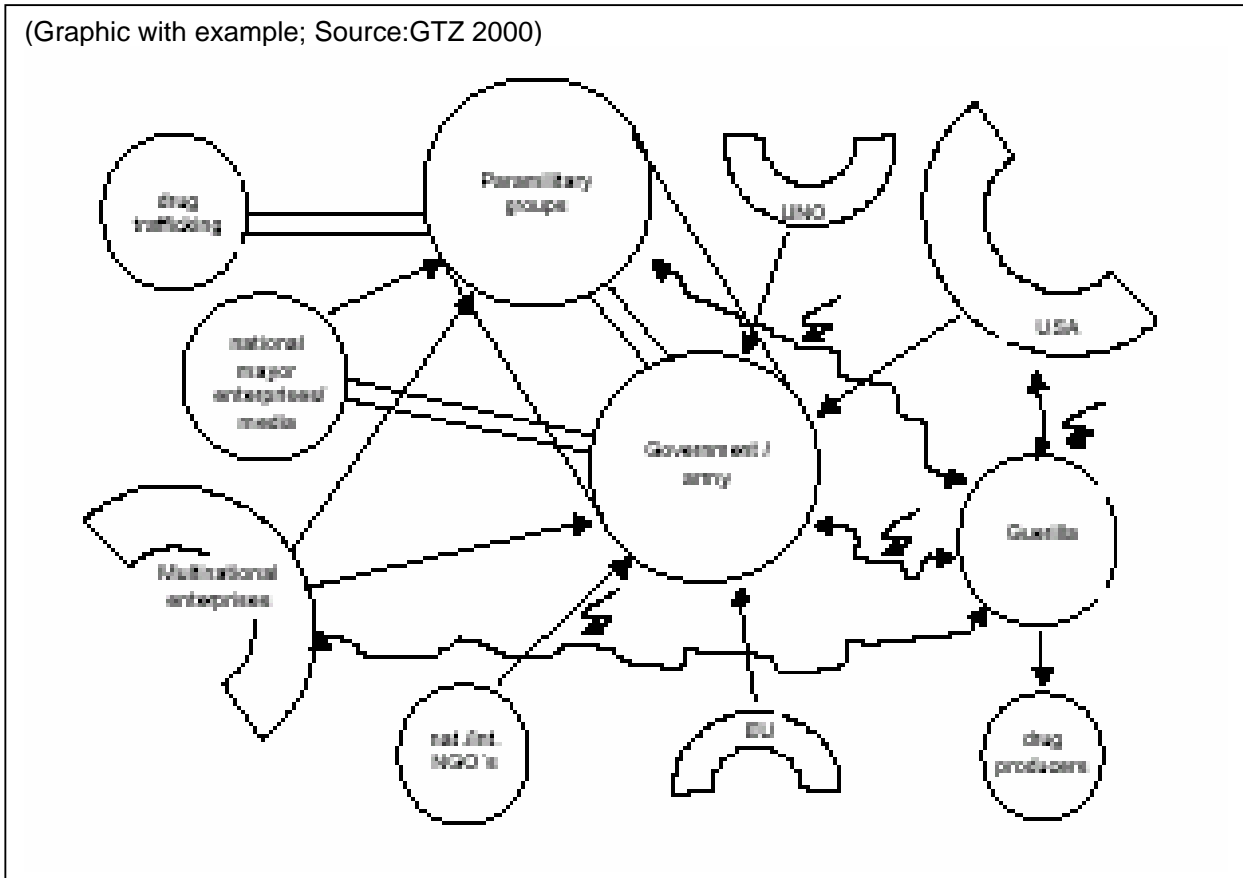 (Graphic with example; Source:GTZ 2000)
Paramilitary
groups
UNO
USA
drug
trafficking
national
mayor
enterprises/
media
Government /
army
Guerilla
Multinational
enterprises
nat./int.
NGO´s
EU
drug
producers